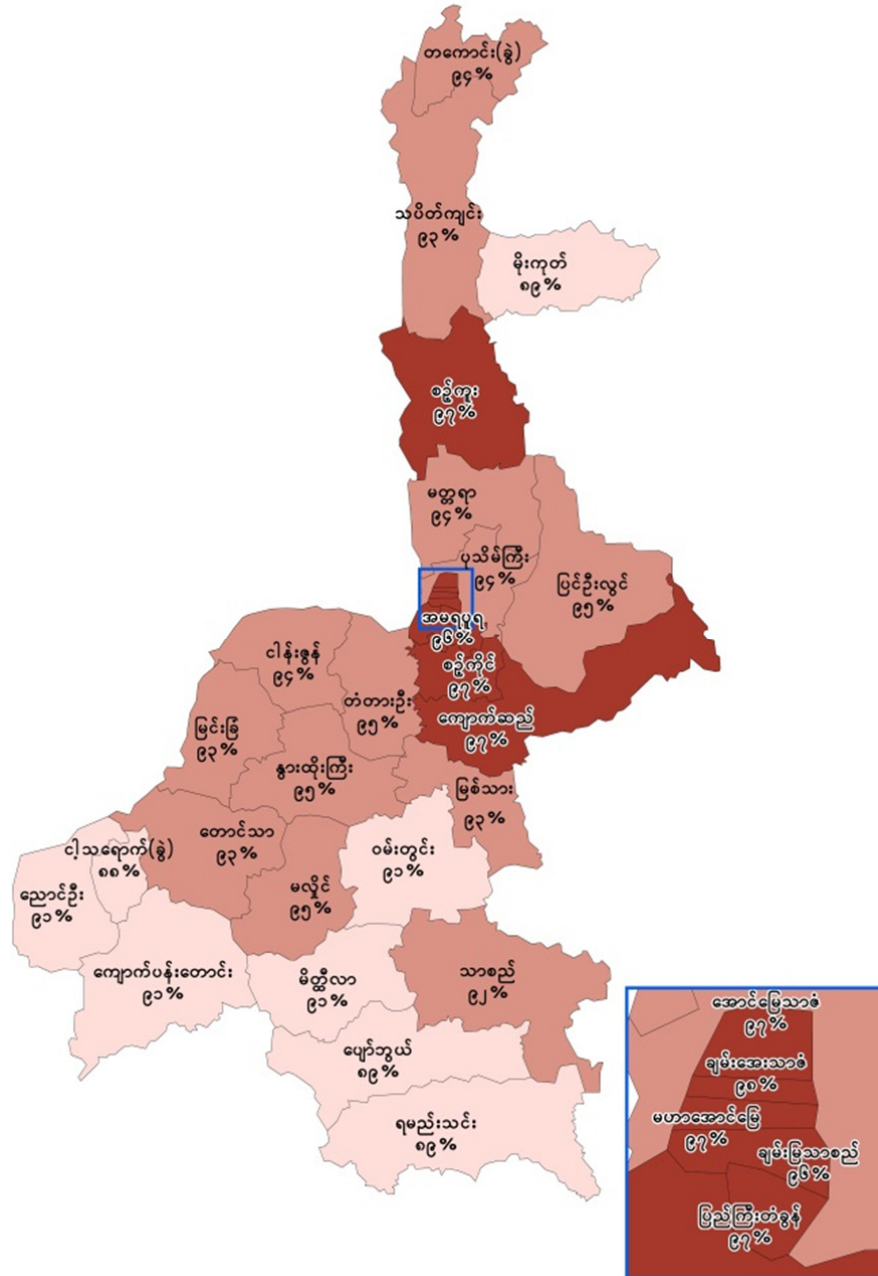 တကောင်း(ခွဲ)
၉၄%
သပိတ်ကျင်း
၉၃%
မိုးကုတ်
၈၉%
စဉ့်ကူး
၉၇%
မတ္တရာ
၉၄%
ပုသိမ်ကြီး
၉၄%
ပြင်ဦးလွင်
၉၅%
အမရပူရ
၉၆%
ငါန်းဇွန်
၉၄%
စဉ့်ကိုင်
၉၇%
တံတားဦး
၉၅%
ကျောက်ဆည်
၉၇%
မြင်းခြံ
၉၃%
နွားထိုးကြီး
၉၅%
မြစ်သား
၉၃%
တောင်သာ
၉၃%
ငါ့သရောက်(ခွဲ)
၈၈%
ဝမ်းတွင်း
၉၁%
ညောင်ဦး
၉၁%
မလှိုင်
၉၅%
ကျောက်ပန်းတောင်း
၉၁%
မိတ္ထီလာ
၉၁%
သာစည်
၉၂%
ပျော်ဘွယ်
၈၉%
ရမည်းသင်း
၈၉%
အောင်မြေသာဇံ
၉၇%
ချမ်းအေးသာဇံ
၉၈%
မဟာအောင်မြေ
၉၇%
ချမ်းမြသာစည်
၉၆%
ပြည်ကြီးတံခွန်
၉၇%